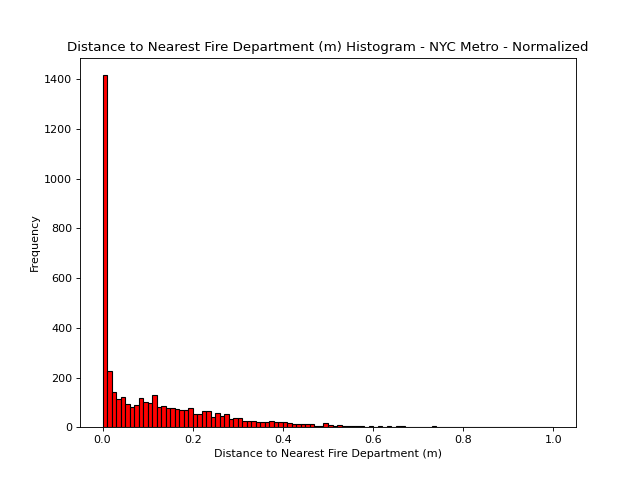 Distance to Nearest Fire Department (m) Histogram - NYC Metro - Normalized
1400
1200
1000
800
600
400
200
0
Frequency
0.0 0.2 0.4 0.6 0.8 1.0
Distance to Nearest Fire Department (m)